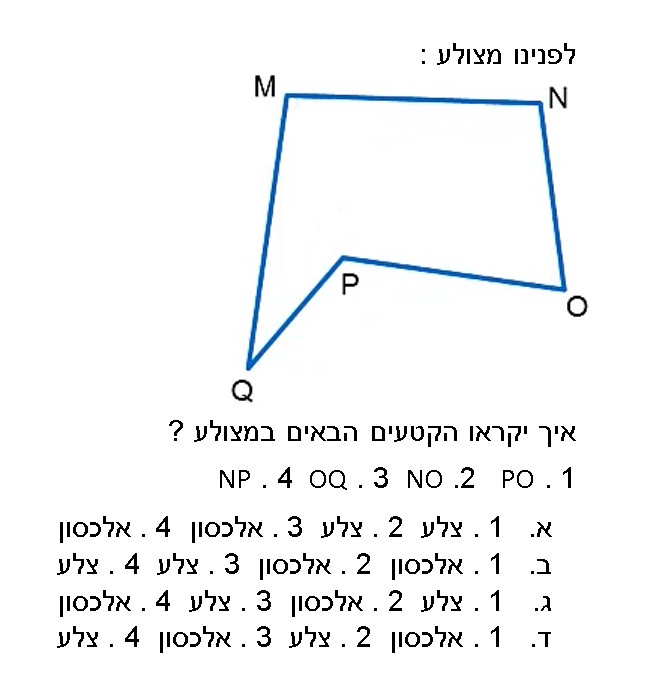 לפנינו מצולע :
M
N
P
O
Q
איך יקראו הקטעים הבאים במצולע ?
1 . PO   2. NO   3 . OQ   4 . NP
א. 1 . צלע 2 . צלע 3 . אלכסון 4 . אלכסון
ב. 1 . אלכסון 2 . אלכסון 3 . צלע 4 . צלע
ג. 1 . צלע 2 . אלכסון 3 . צלע 4 . אלכסון
ד. 1 . אלכסון 2 . צלע 3 . אלכסון 4 . צלע